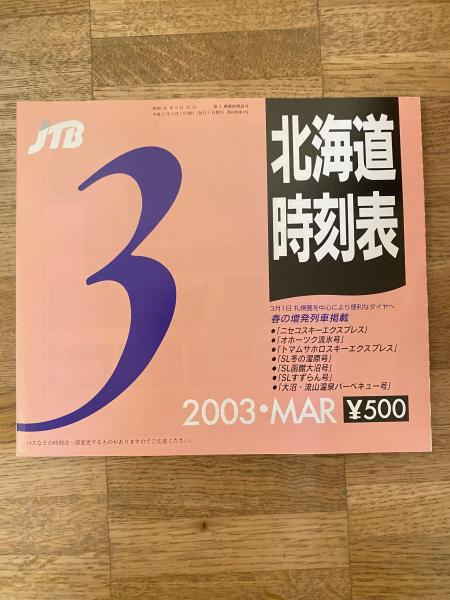 JTB
3
北海道
時刻表
3月1日 札幌圏を中心により便利なダイヤへ
春の増発列車掲載
●「ニセコスキーエクスプレス」
●「オホーツク流氷号」
●「トマムサホロスキーエクスプレス」
●「SL冬の湿原号」
●「SL函館大沼号」
●「SLすずらん号」
●「大沼・流山温泉バーベキュー号」
2003・MAR ¥500
バスなどの時刻は一部変更するものがありますのでご注意ください。